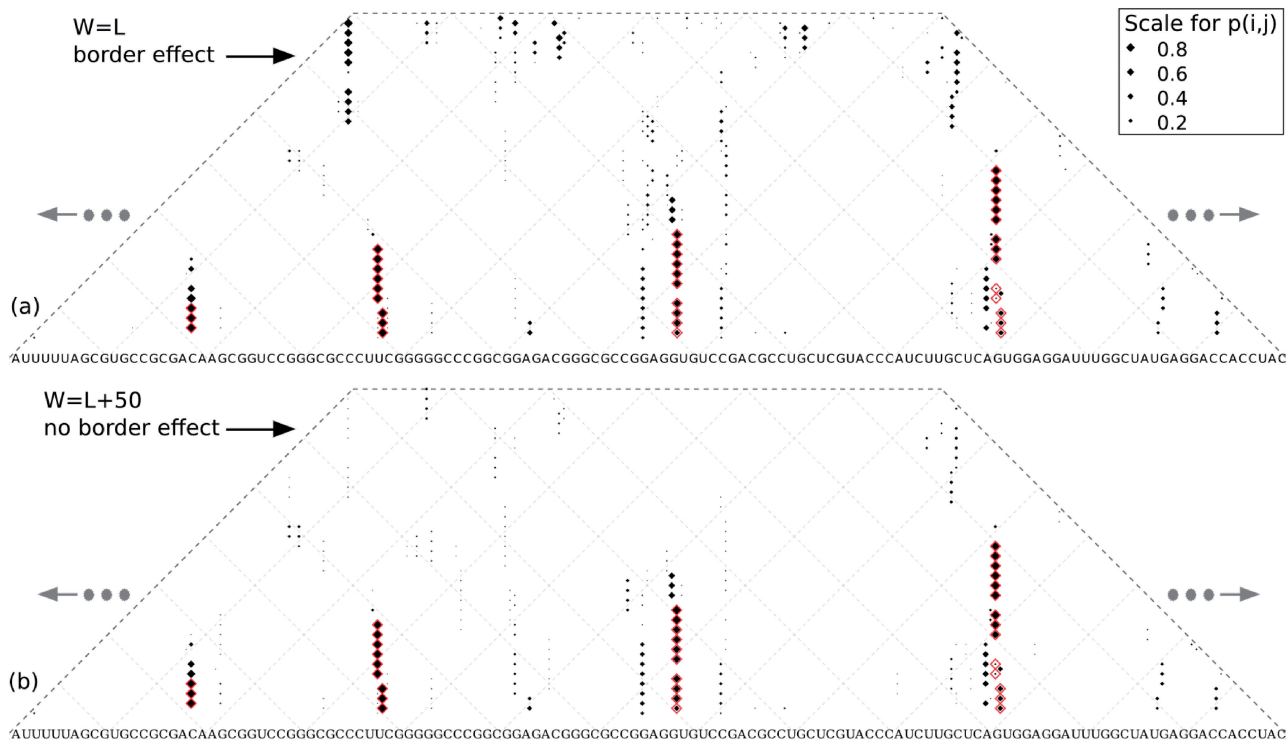 W=L
border effect
Scale for p(i,j)
0.8
0.6
0.4
0.2
(a)
AUUUUUAGCGUGCCGCGACAAGCGGUCCGGGCGCCCUUCGGGGGCCCGGCGGAGACGGGCGCCGGAGGUGUCCGACGCCUGCUCGUACCCAUCUUGCUCAGUGGAGGAUUUGGCUAUGAGGACCACCUAC
W=L+50
no border effect
(b)
AUUUUUAGCGUGCCGCGACAAGCGGUCCGGGCGCCCUUCGGGGGCCCGGCGGAGACGGGCGCCGGAGGUGUCCGACGCCUGCUCGUACCCAUCUUGCUCAGUGGAGGAUUUGGCUAUGAGGACCACCUAC